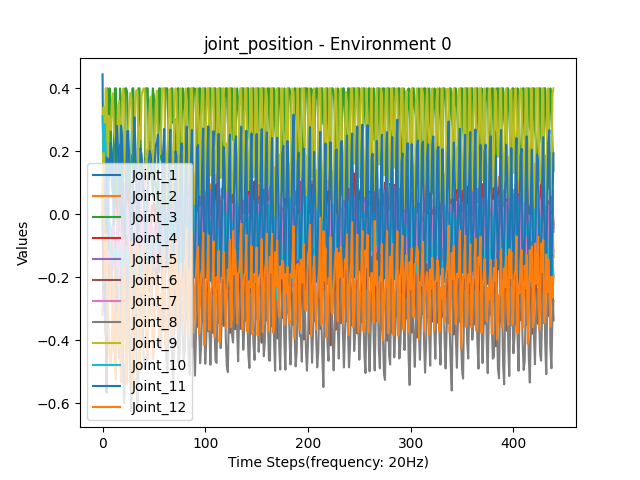 joint_position - Environment 0
Values
0.4
0.2
0.0
−0.2
−0.4
−0.6
Joint_1
Joint_2
Joint_3
Joint_4
Joint_5
Joint_6
Joint_7
Joint_8
Joint_9
Joint_10
Joint_11
Joint_12
0 100 200 300 400
Time Steps(frequency: 20Hz)